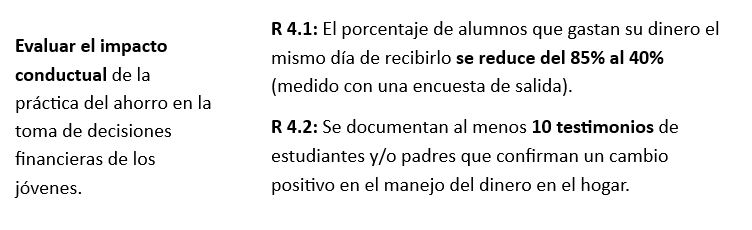 Evaluar el impacto
conductual de la
práctica del ahorro en la
toma de decisiones
financieras de los
jóvenes.
R 4.1: El porcentaje de alumnos que gastan su dinero el
mismo día de recibirlo se reduce del 85% al 40%
(medido con una encuesta de salida).
R 4.2: Se documentan al menos 10 testimonios de
estudiantes y/o padres que confirman un cambio
positivo en el manejo del dinero en el hogar.